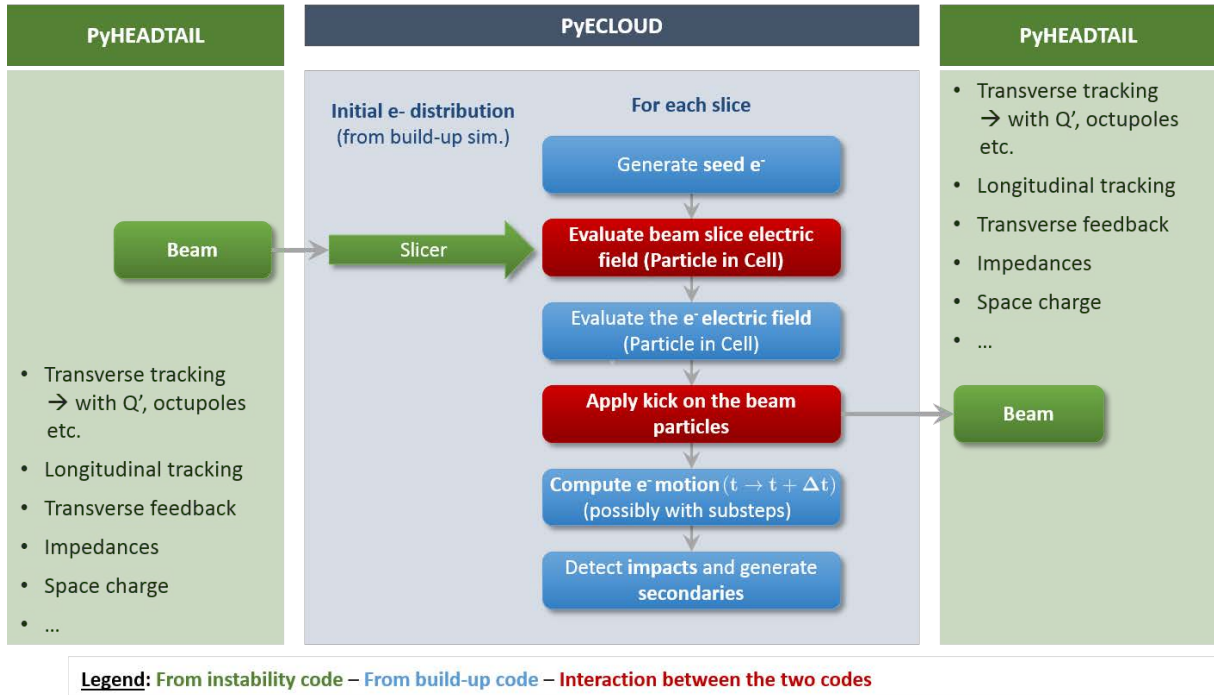 PyHEADTAIL
PyECLOUD
PyHEADTAIL
Beam
• Transverse tracking
→ with Q’, octupoles
etc.
• Longitudinal tracking
• Transverse feedback
• Impedances
• Space charge
• ...
Initial e- distribution
(from build-up sim.)
Slicer
For each slice
Generate seed e⁻
Evaluate beam slice electric
field (Particle in Cell)
Evaluate the e⁻ electric field
(Particle in Cell)
Apply kick on the beam
particles
Compute e⁻ motion (t → t + Δt)
(possibly with substeps)
Detect impacts and generate
secondaries
• Transverse tracking
→ with Q’, octupoles
etc.
• Longitudinal tracking
• Transverse feedback
• Impedances
• Space charge
• ...
Beam
Legend: From instability code – From build-up code – Interaction between the two codes